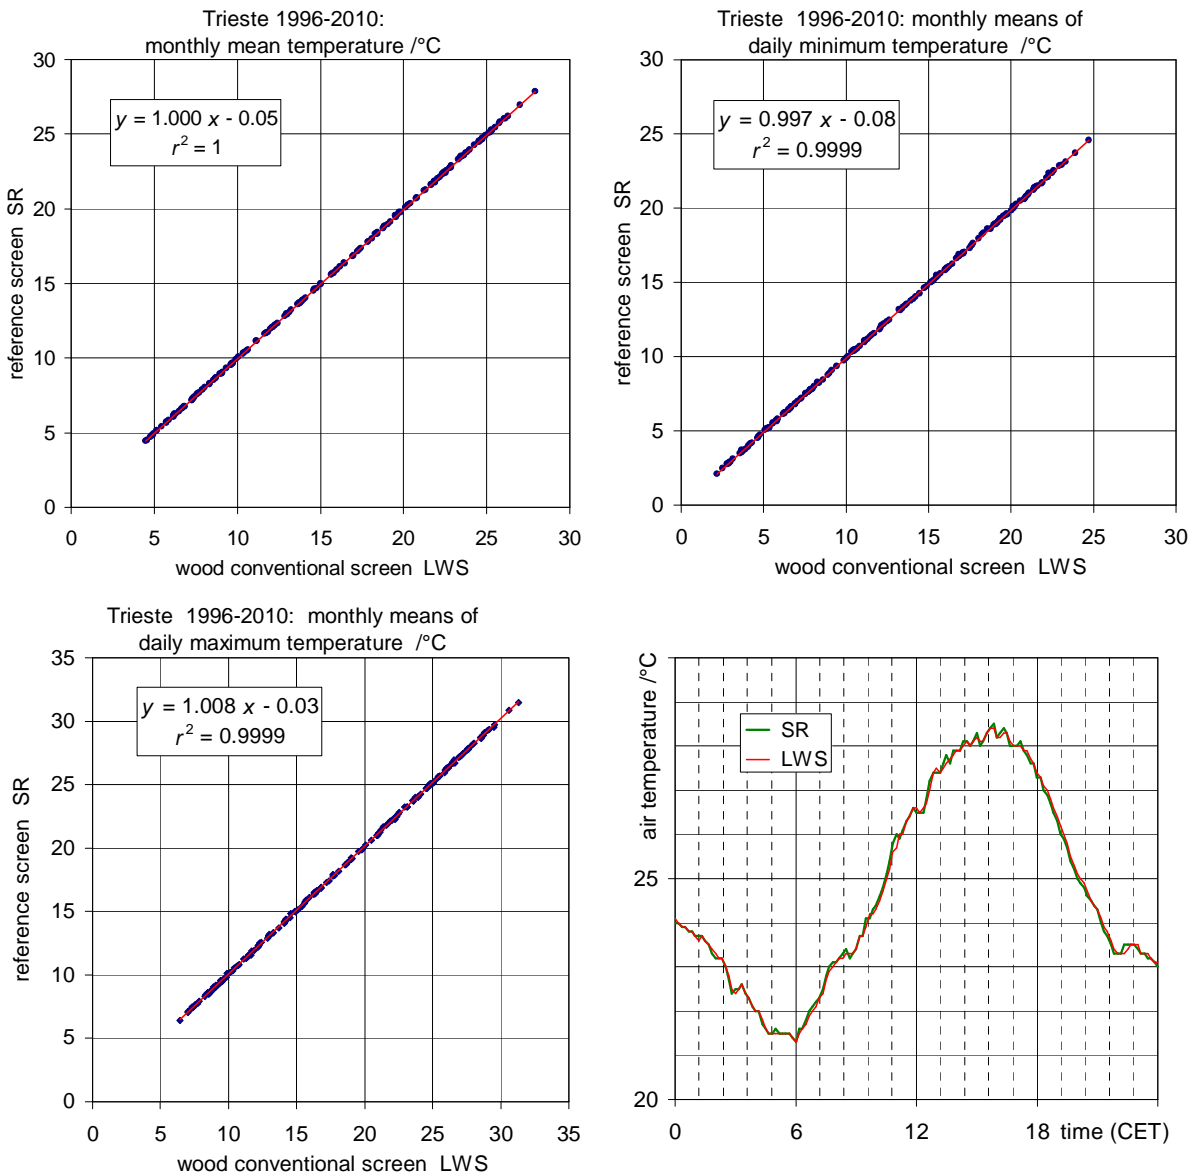 Trieste 1996-2010:
monthly mean temperature /°C
30
25
20
15
10
5
0
reference screen SR
y = 1.000 x - 0.05
r² = 1
0 5 10 15 20 25 30
wood conventional screen LWS
Trieste 1996-2010: monthly means of
daily minimum temperature /°C
30
25
20
15
10
5
0
reference screen SR
y = 0.997 x - 0.08
r² = 0.9999
0 5 10 15 20 25 30
wood conventional screen LWS
Trieste 1996-2010: monthly means of
daily maximum temperature /°C
35
30
25
20
15
10
5
0
reference screen SR
y = 1.008 x - 0.03
r² = 0.9999
0 5 10 15 20 25 30 35
wood conventional screen LWS
air temperature /°C
SR
LWS
25
20
0 6 12 18 time (CET)